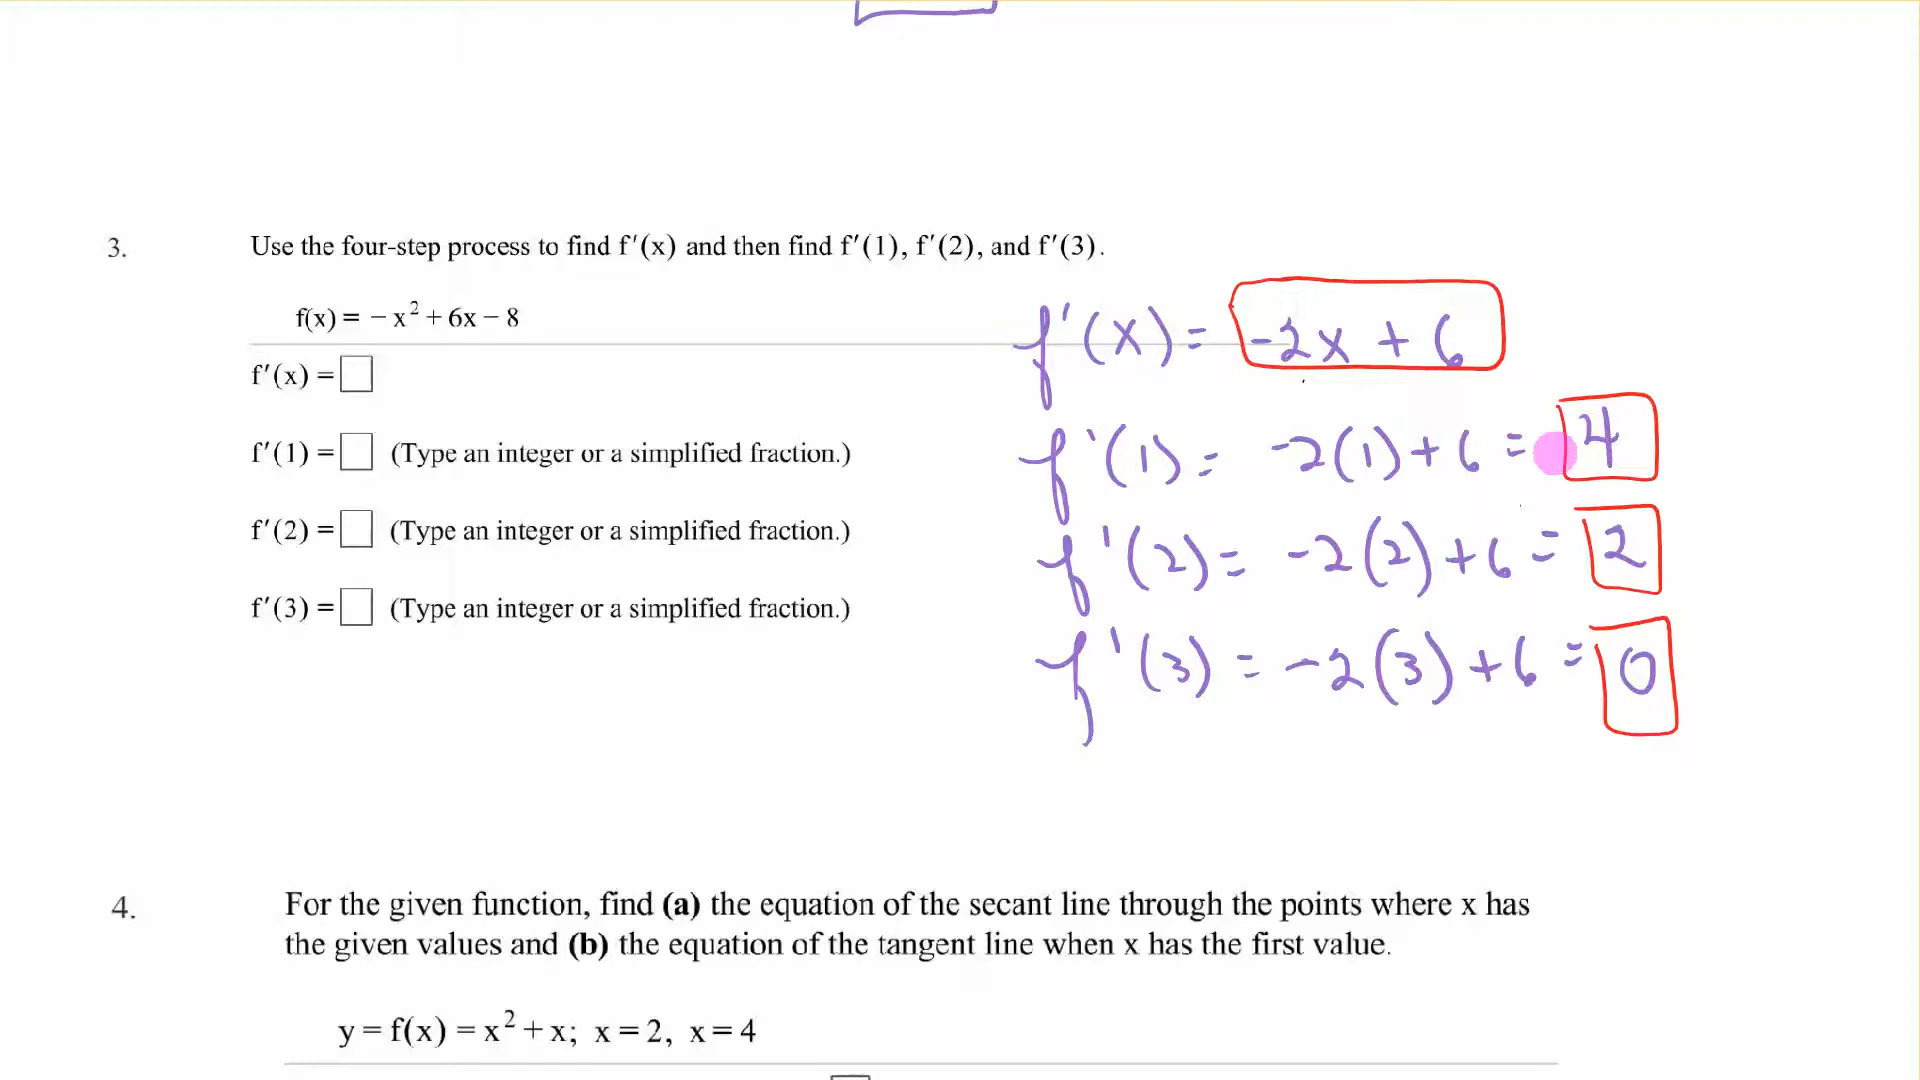 3. Use the four-step process to find f′(x) and then find f′(1), f′(2), and f′(3).
f(x) = − x² + 6x − 8
f'(x) = -2x + 6
f′(x) =
f'(1) = -2(1) + 6 = 4
f′(1) = (Type an integer or a simplified fraction.)
f'(2) = -2(2) + 6 = 2
f′(2) = (Type an integer or a simplified fraction.)
f'(3) = -2(3) + 6 = 0
f′(3) = (Type an integer or a simplified fraction.)
4. For the given function, find (a) the equation of the secant line through the points where x has
the given values and (b) the equation of the tangent line when x has the first value.
y = f(x) = x² + x; x = 2, x = 4